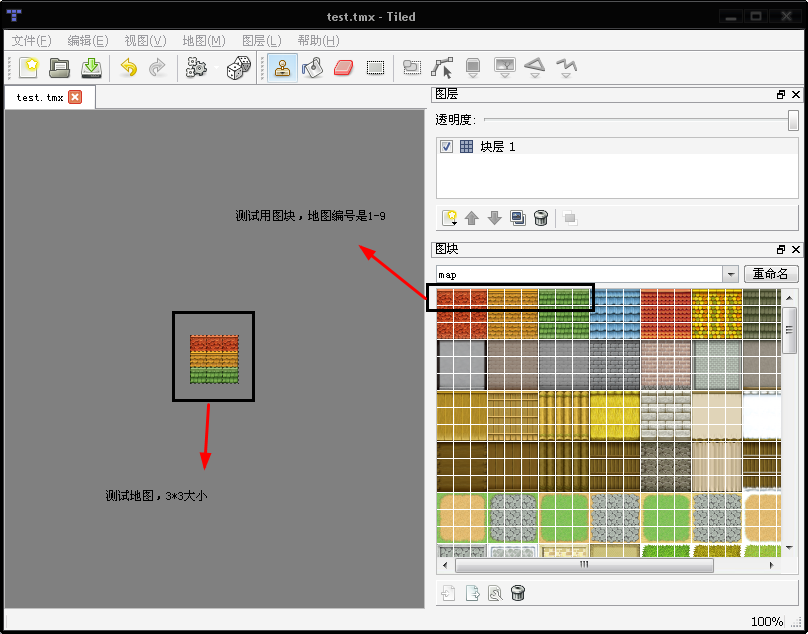 test.tmx - Tiled
文件(F) 编辑(E) 视图(V) 地图(M) 图层(L) 帮助(H)
test.tmx
图层
透明度:
块层 1
测试用图块，地图编号是1-9
图块
map
重命名
测试地图，3*3大小
100%